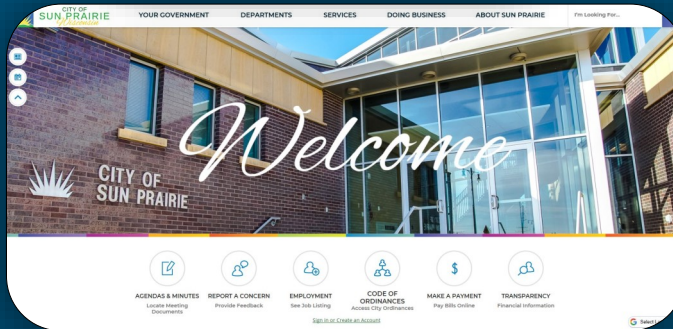 CITY OF
SUN PRAIRIE
Wisconsin
YOUR GOVERNMENT
DEPARTMENTS
SERVICES
DOING BUSINESS
ABOUT SUN PRAIRIE
I'm Looking For...
Welcome
CITY OF
SUN PRAIRIE
AGENDAS & MINUTES
Locate Meeting
Documents
REPORT A CONCERN
Provide Feedback
EMPLOYMENT
See Job Listing
CODE OF
ORDINANCES
Access City Ordinances
MAKE A PAYMENT
Pay Bills Online
TRANSPARENCY
Financial Information
Sign In or Create an Account
G Select